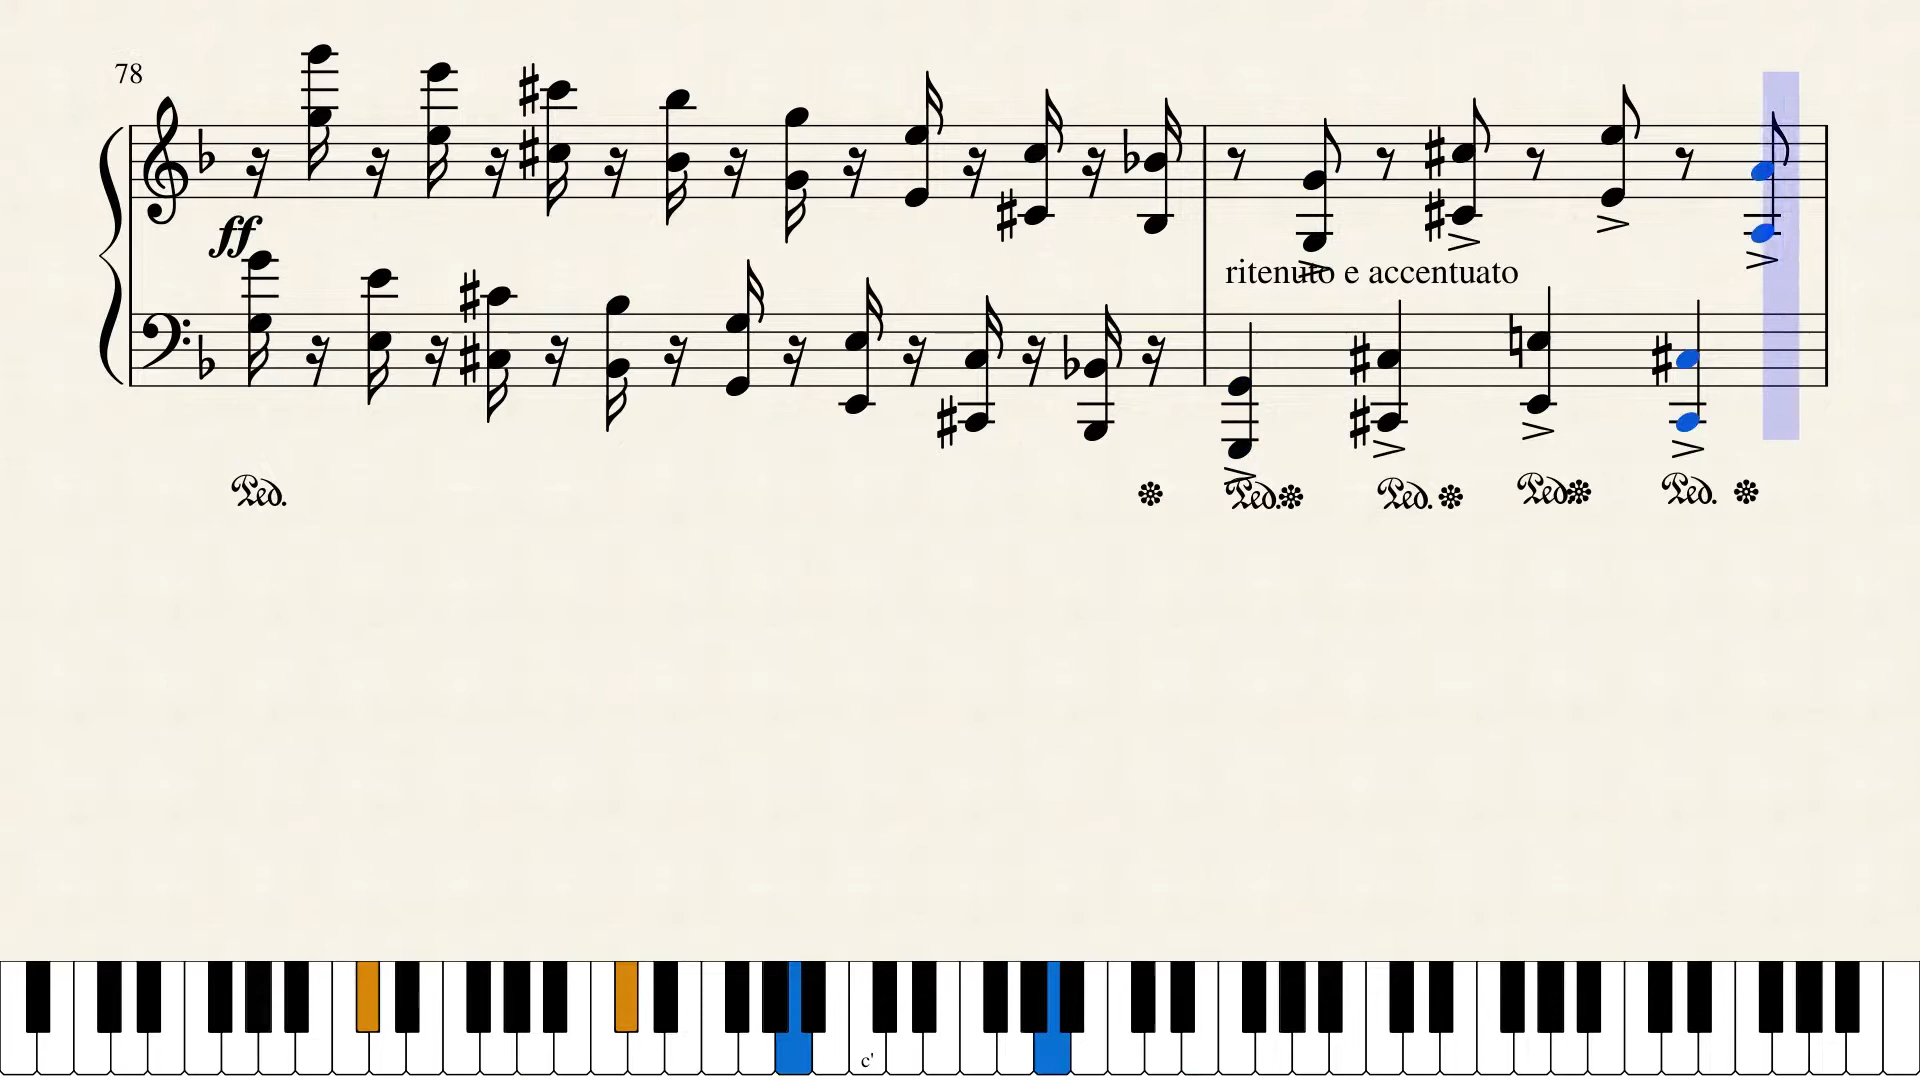 78
ff
ritenuto e accentuato
Ped. Ped. Ped. Ped. Ped.
c'